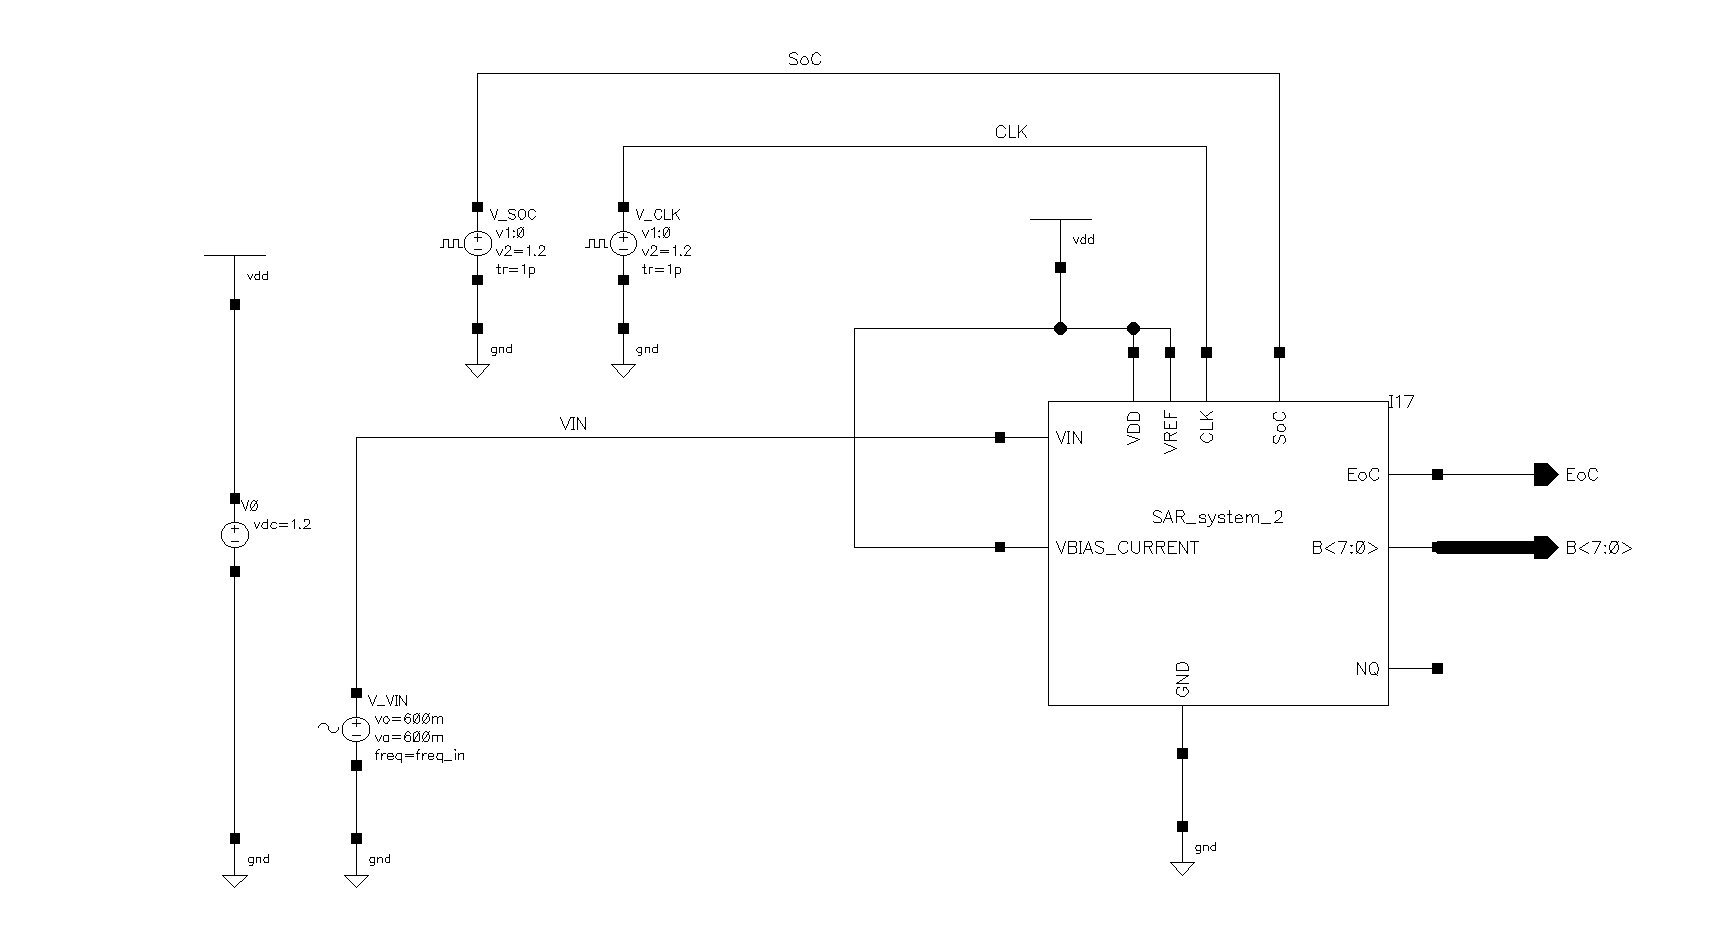 SoC
CLK
V_SOC
v1:0
v2=1.2
tr=1p
V_CLK
v1:0
v2=1.2
tr=1p
vdd
vdd
gnd
gnd
I17
VIN
VIN
VDD
VREF
CLK
SoC
EoC
EoC
V0
vdc=1.2
SAR_system_2
VBIAS_CURRENT
B<7:0>
B<7:0>
NQ
GND
V_VIN
vo=600m
va=600m
freq=freq_in
gnd
gnd
gnd